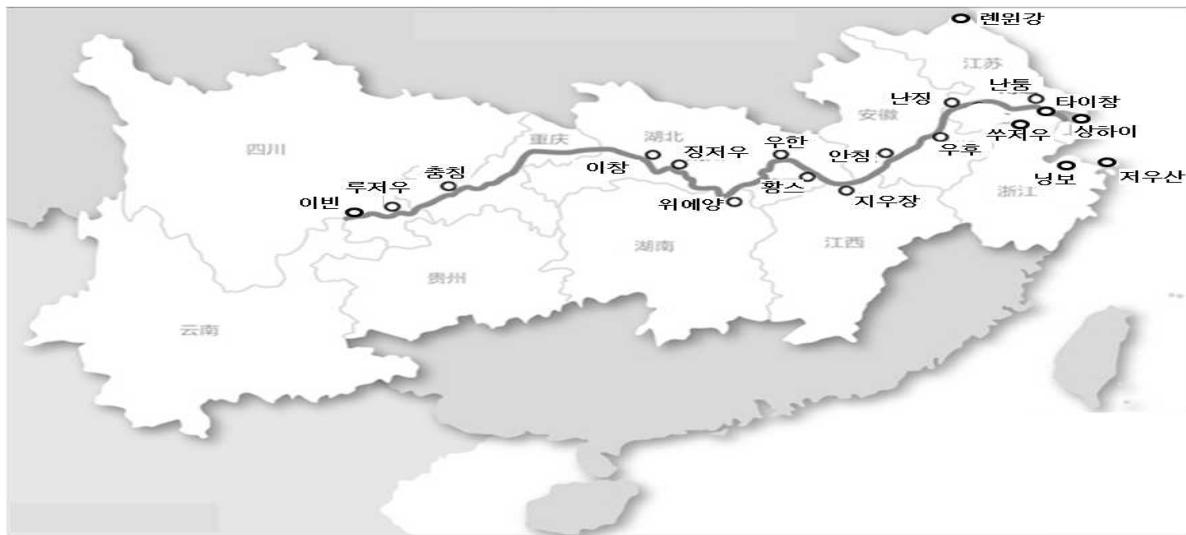 롄윈강
江苏
난퉁
난징
타이창
安徽
쑤저우
상하이
重庆
湖北
우한
四川
징저우
안칭
우후
충칭
이창
닝보
저우산
루저우
황스
浙江
이빈
위예양
지우장
湖南
江西
贵州
云南